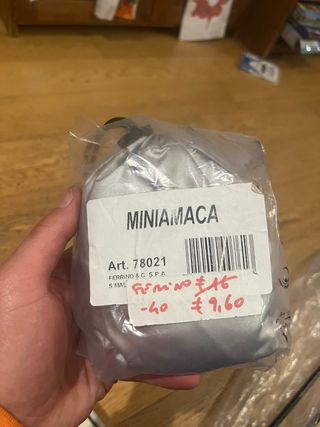 MINIAMACA
Art. 78021
FERRINO & C. S.P.A.
FERRINO € 16
-40 € 9,60